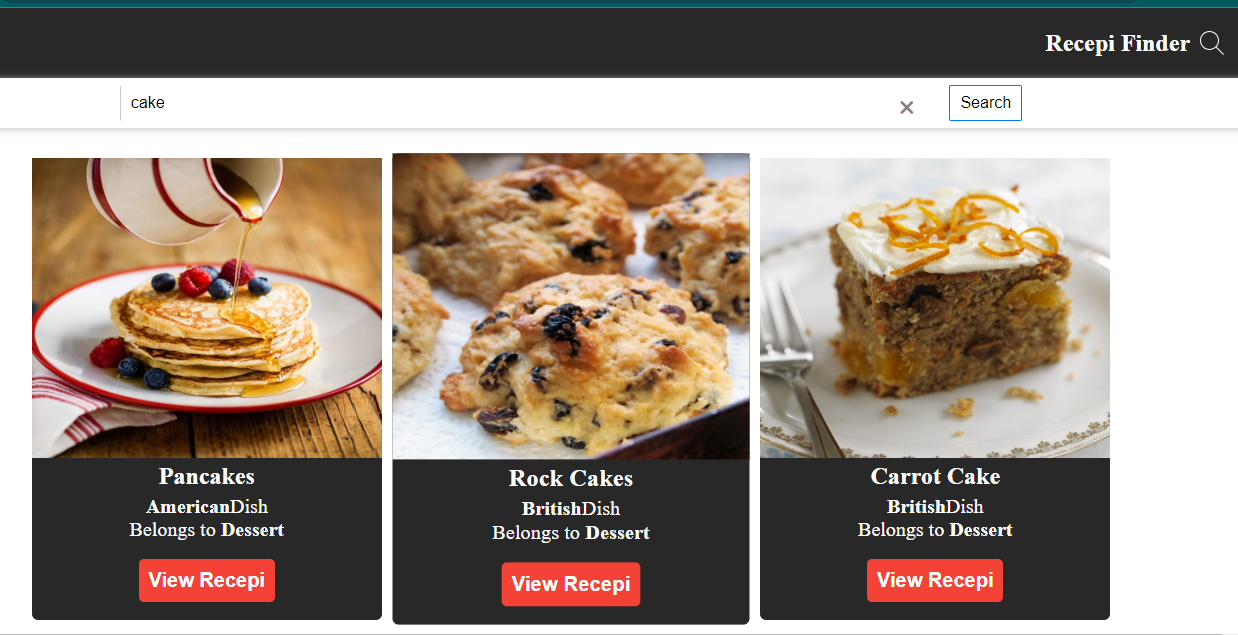 Recepi Finder
cake
Search
Pancakes
AmericanDish
Belongs to Dessert
View Recepi
Rock Cakes
BritishDish
Belongs to Dessert
View Recepi
Carrot Cake
BritishDish
Belongs to Dessert
View Recepi